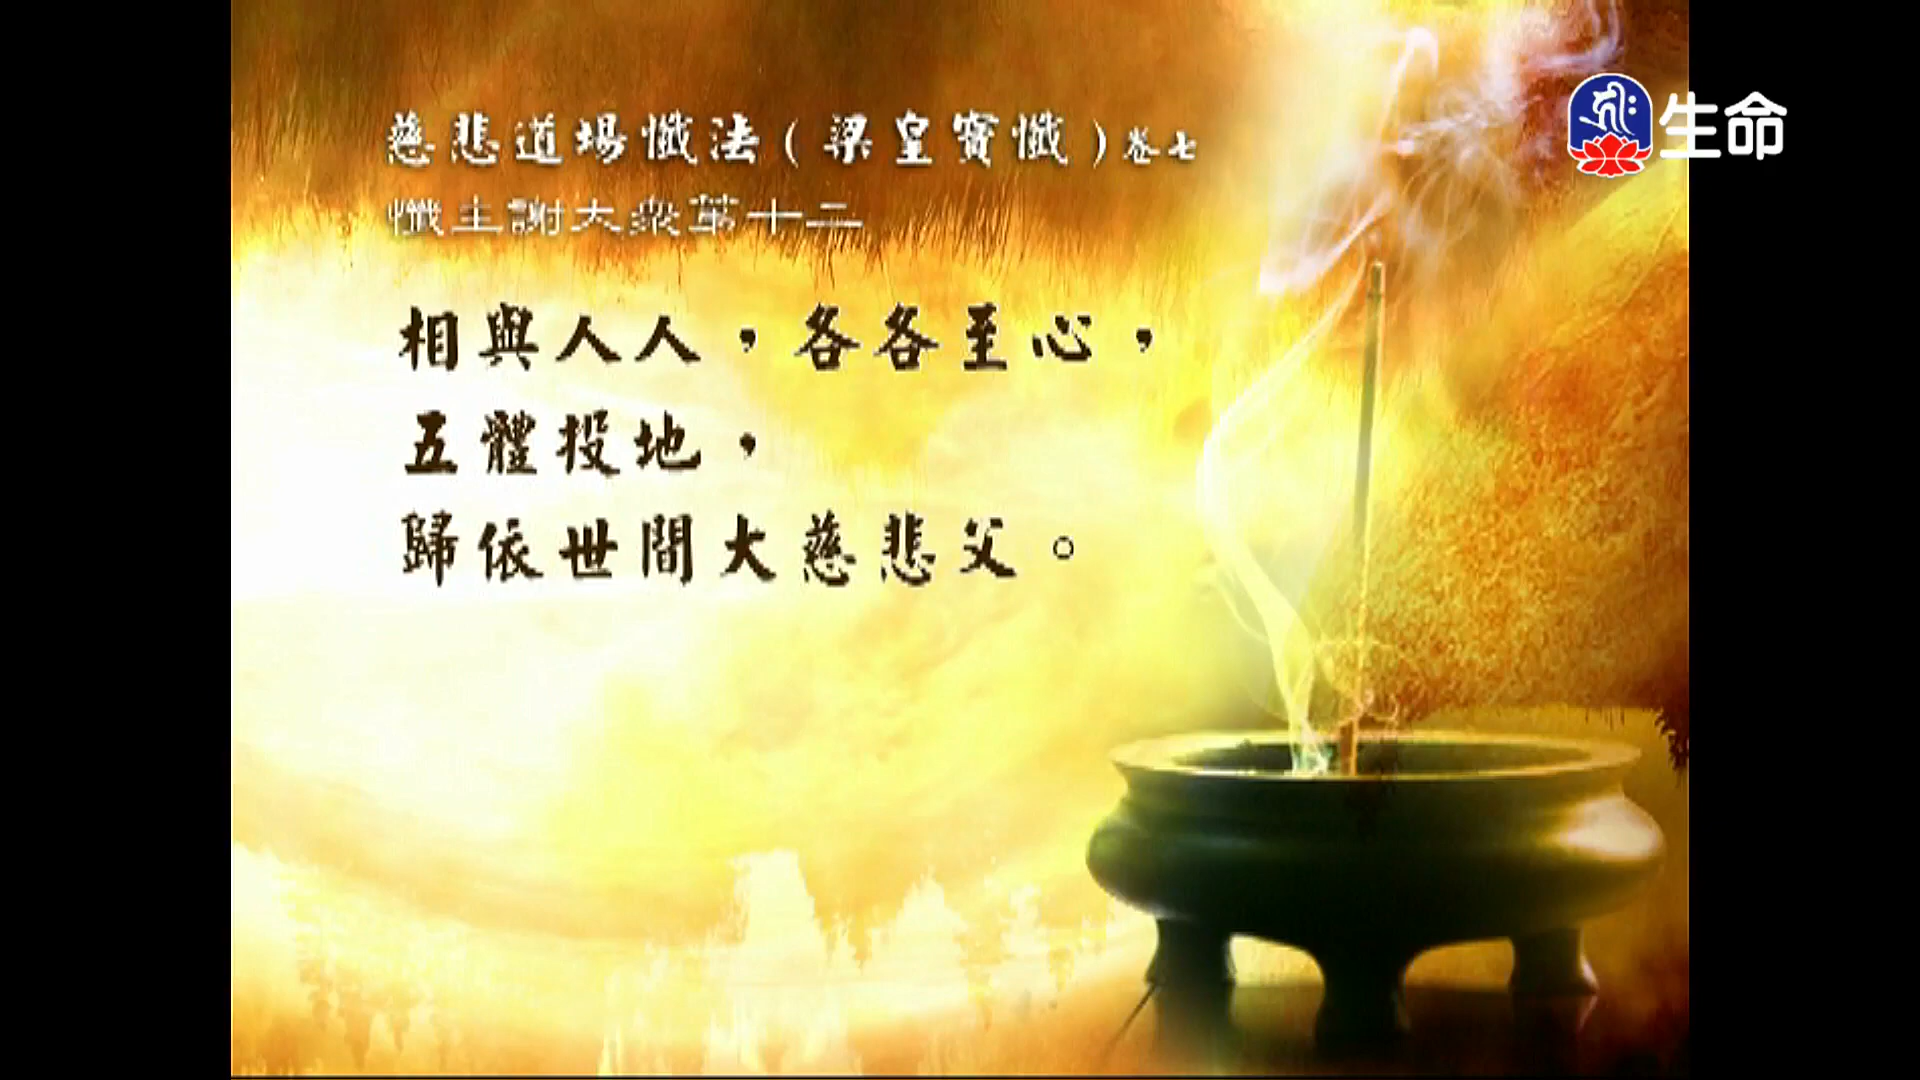 慈悲道場懺法(梁皇寶懺)卷七
生命
懺主謝大眾第十二
相與人人，各各至心，
五體投地，
歸依世間大慈悲父。